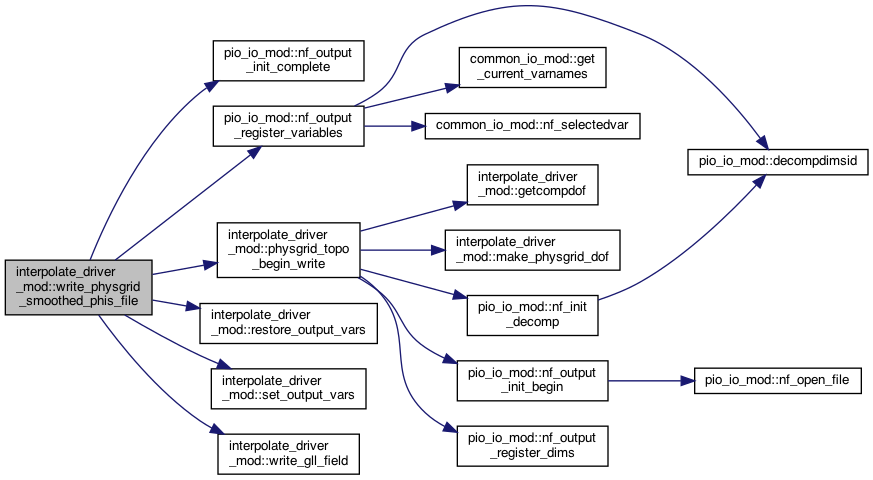 interpolate_driver
_mod::write_physgrid
_smoothed_phis_file
pio_io_mod::nf_output
_init_complete
pio_io_mod::nf_output
_register_variables
interpolate_driver
_mod::physgrid_topo
_begin_write
interpolate_driver
_mod::restore_output_vars
interpolate_driver
_mod::set_output_vars
interpolate_driver
_mod::write_gll_field
common_io_mod::get
_current_varnames
common_io_mod::nf_selectedvar
interpolate_driver
_mod::getcompdof
interpolate_driver
_mod::make_physgrid_dof
pio_io_mod::nf_init
_decomp
pio_io_mod::nf_output
_init_begin
pio_io_mod::nf_output
_register_dims
pio_io_mod::decompdimsid
pio_io_mod::nf_open_file